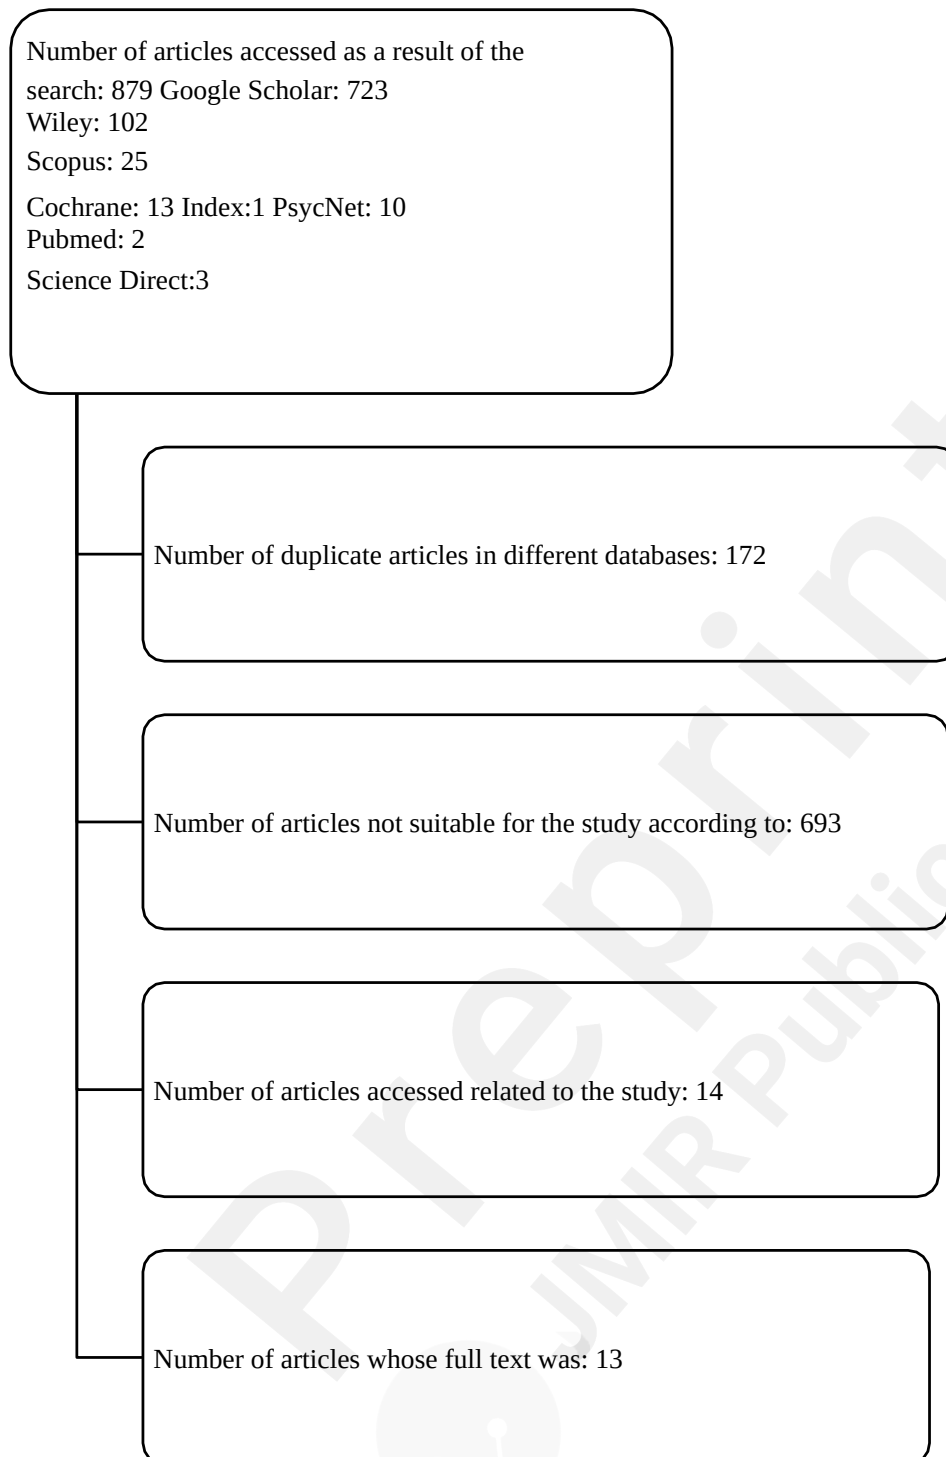 Number of articles accessed as a result of the
search: 879 Google Scholar: 723
Wiley: 102
Scopus: 25
Cochrane: 13 Index:1 PsycNet: 10
Pubmed: 2
Science Direct:3
Number of duplicate articles in different databases: 172
Number of articles not suitable for the study according to: 693
Number of articles accessed related to the study: 14
Number of articles whose full text was: 13
Preprint
JMIR Public